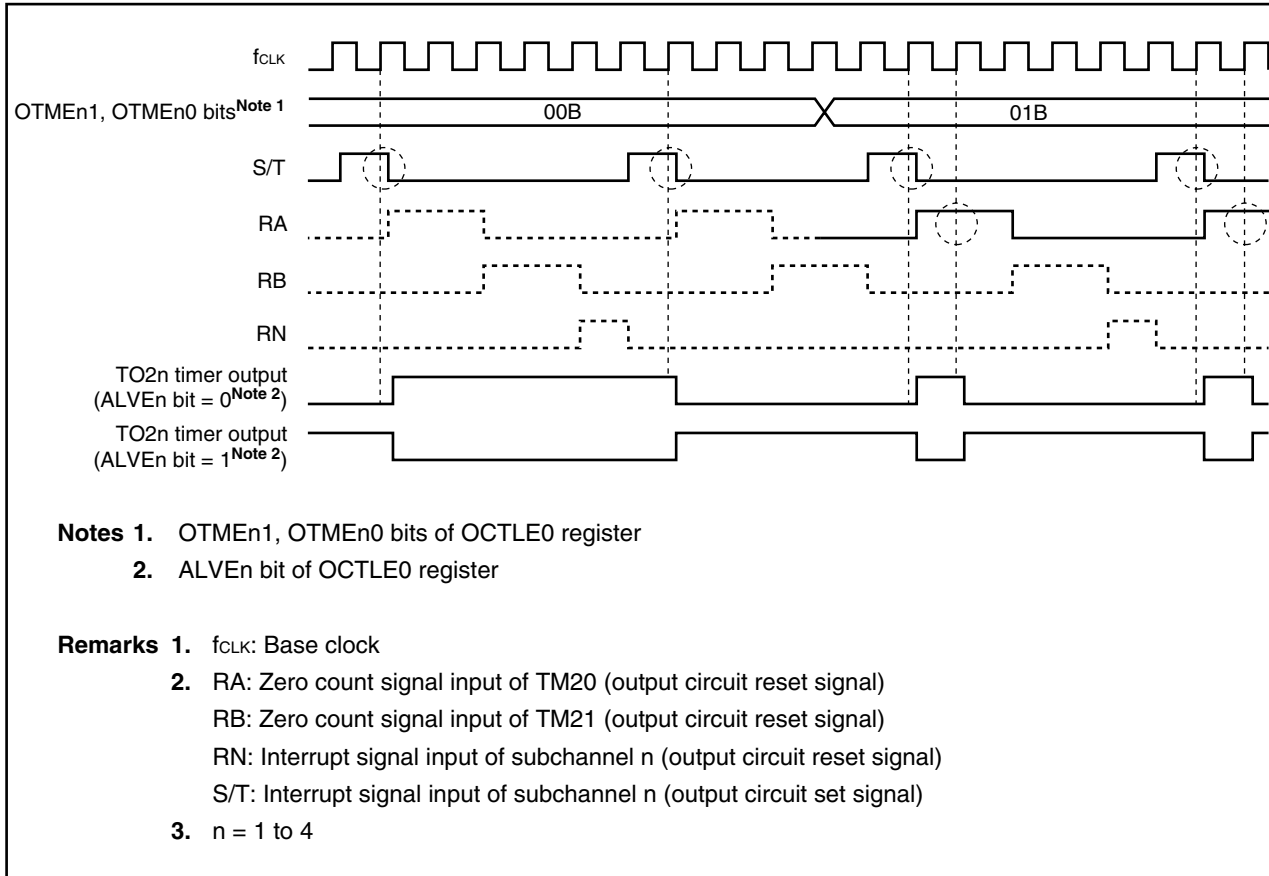 fCLK
OTMEn1, OTMEn0 bitsNote 1
00B
01B
S/T
RA
RB
RN
TO2n timer output
(ALVEn bit = 0Note 2)
TO2n timer output
(ALVEn bit = 1Note 2)
Notes 1. OTMEn1, OTMEn0 bits of OCTLE0 register
2. ALVEn bit of OCTLE0 register
Remarks 1. fCLK: Base clock
2. RA: Zero count signal input of TM20 (output circuit reset signal)
RB: Zero count signal input of TM21 (output circuit reset signal)
RN: Interrupt signal input of subchannel n (output circuit reset signal)
S/T: Interrupt signal input of subchannel n (output circuit set signal)
3. n = 1 to 4